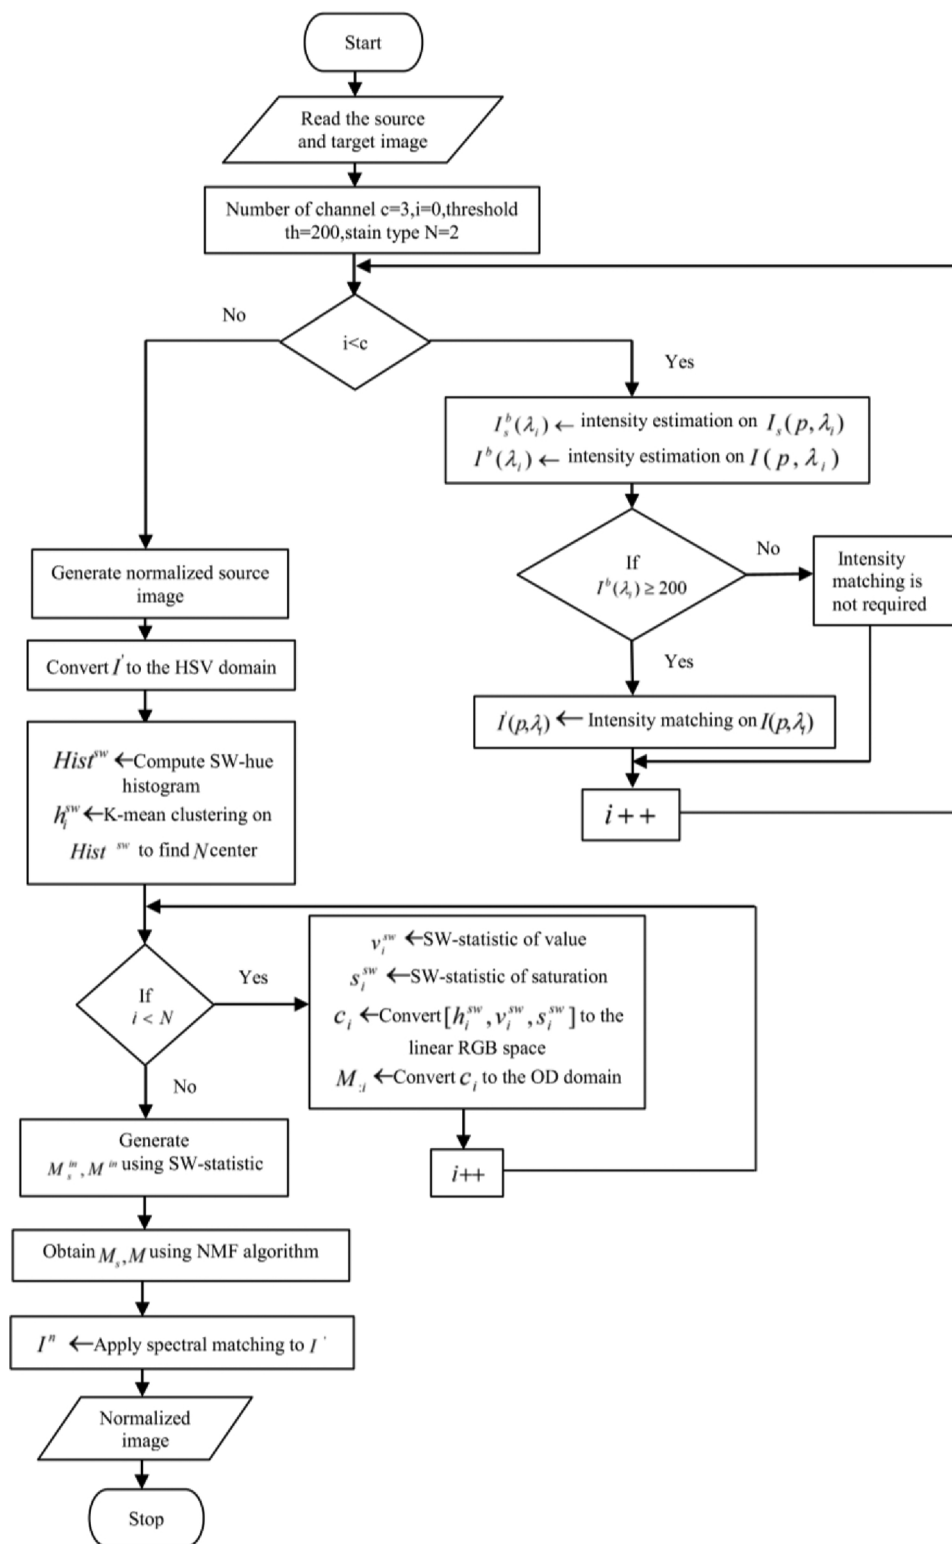 Start
Read the source
and target image
Number of channel c=3,i=0,threshold
th=200,stain type N=2
No
i<c
Yes
I_s^b(λ_i) ← intensity estimation on I_s(p,λ_i)
I^b(λ_i) ← intensity estimation on I(p,λ_i)
If
I^b(λ_i) ≥ 200
No
Intensity
matching is
not required
Yes
I'(p,λ_i) ← Intensity matching on I(p,λ_i)
i++
Generate normalized source
image
Convert I' to the HSV domain
Hist^sw ←Compute SW-hue
histogram
h_i^sw ←K-mean clustering on
Hist ^sw to find N center
If
i < N
Yes
v_i^sw ←SW-statistic of value
s_i^sw ←SW-statistic of saturation
c_i ←Convert [h_i^sw, v_i^sw, s_i^sw] to the
linear RGB space
M_:i ←Convert c_i to the OD domain
i++
No
Generate
M_s^in, M^in using SW-statistic
Obtain M_s, M using NMF algorithm
I^n ←Apply spectral matching to I'
Normalized
image
Stop